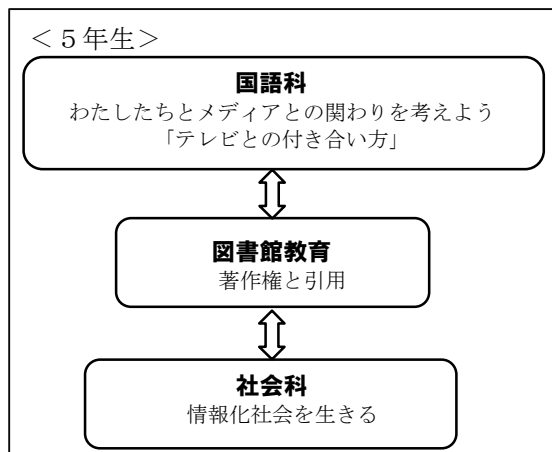 ＜５年生＞
国語科
わたしたちとメディアとの関わりを考えよう
「テレビとの付き合い方」
図書館教育
著作権と引用
社会科
情報化社会を生きる